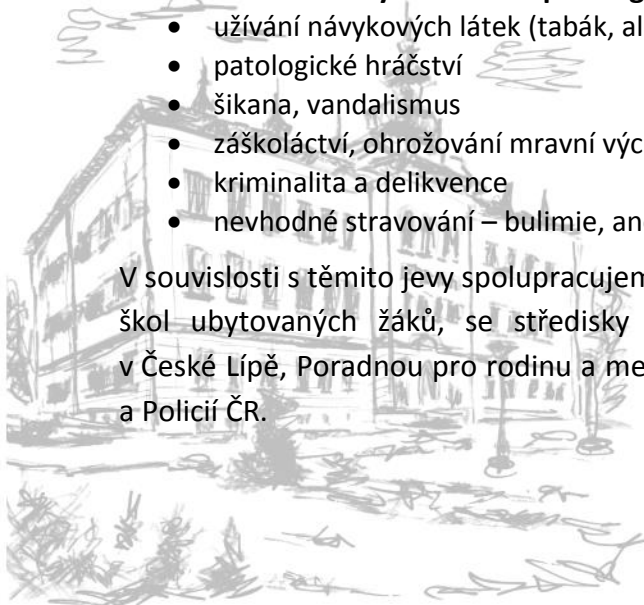 • užívání návykových látek (tabák, al
• patologické hráčství
• šikana, vandalismus
• záškoláctví, ohrožování mravní výc
• kriminalita a delikvence
• nevhodné stravování – bulimie, an
V souvislosti s těmito jevy spolupracujem
škol ubytovaných žáků, se středisky
v České Lípě, Poradnou pro rodinu a me
a Policií ČR.